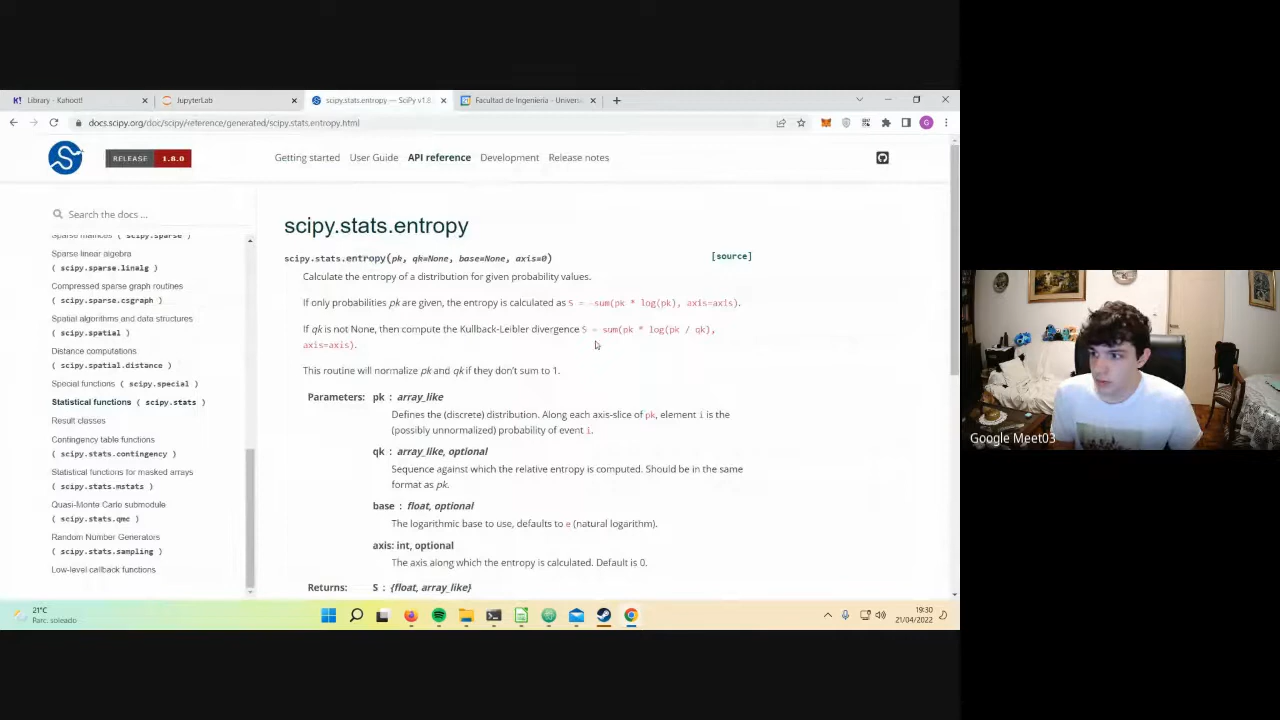 Library - Kahoot!
JupyterLab
scipy.stats.entropy — SciPy v1.8
Facultad de Ingeniería - Univers
docs.scipy.org/doc/scipy/reference/generated/scipy.stats.entropy.html
G
RELEASE 1.8.0
Getting started User Guide API reference Development Release notes
Search the docs ...
Sparse matrices ( scipy.sparse )
Sparse linear algebra
( scipy.sparse.linalg )
Compressed sparse graph routines
( scipy.sparse.csgraph )
Spatial algorithms and data structures
( scipy.spatial )
Distance computations
( scipy.spatial.distance )
Special functions ( scipy.special )
Statistical functions ( scipy.stats )
Result classes
Contingency table functions
( scipy.stats.contingency )
Statistical functions for masked arrays
( scipy.stats.mstats )
Quasi-Monte Carlo submodule
( scipy.stats.qmc )
Random Number Generators
( scipy.stats.sampling )
Low-level callback functions
scipy.stats.entropy
scipy.stats.entropy(pk, qk=None, base=None, axis=0) [source]
Calculate the entropy of a distribution for given probability values.
If only probabilities pk are given, the entropy is calculated as S = -sum(pk * log(pk), axis=axis).
If qk is not None, then compute the Kullback-Leibler divergence S = sum(pk * log(pk / qk),
axis=axis).
This routine will normalize pk and qk if they don't sum to 1.
Parameters: pk : array_like
Defines the (discrete) distribution. Along each axis-slice of pk, element i is the
(possibly unnormalized) probability of event i.
qk : array_like, optional
Sequence against which the relative entropy is computed. Should be in the same
format as pk.
base : float, optional
The logarithmic base to use, defaults to e (natural logarithm).
axis: int, optional
The axis along which the entropy is calculated. Default is 0.
Returns: S : {float, array_like}
21°C
Parc. soleado
19:30
21/04/2022
Google Meet03